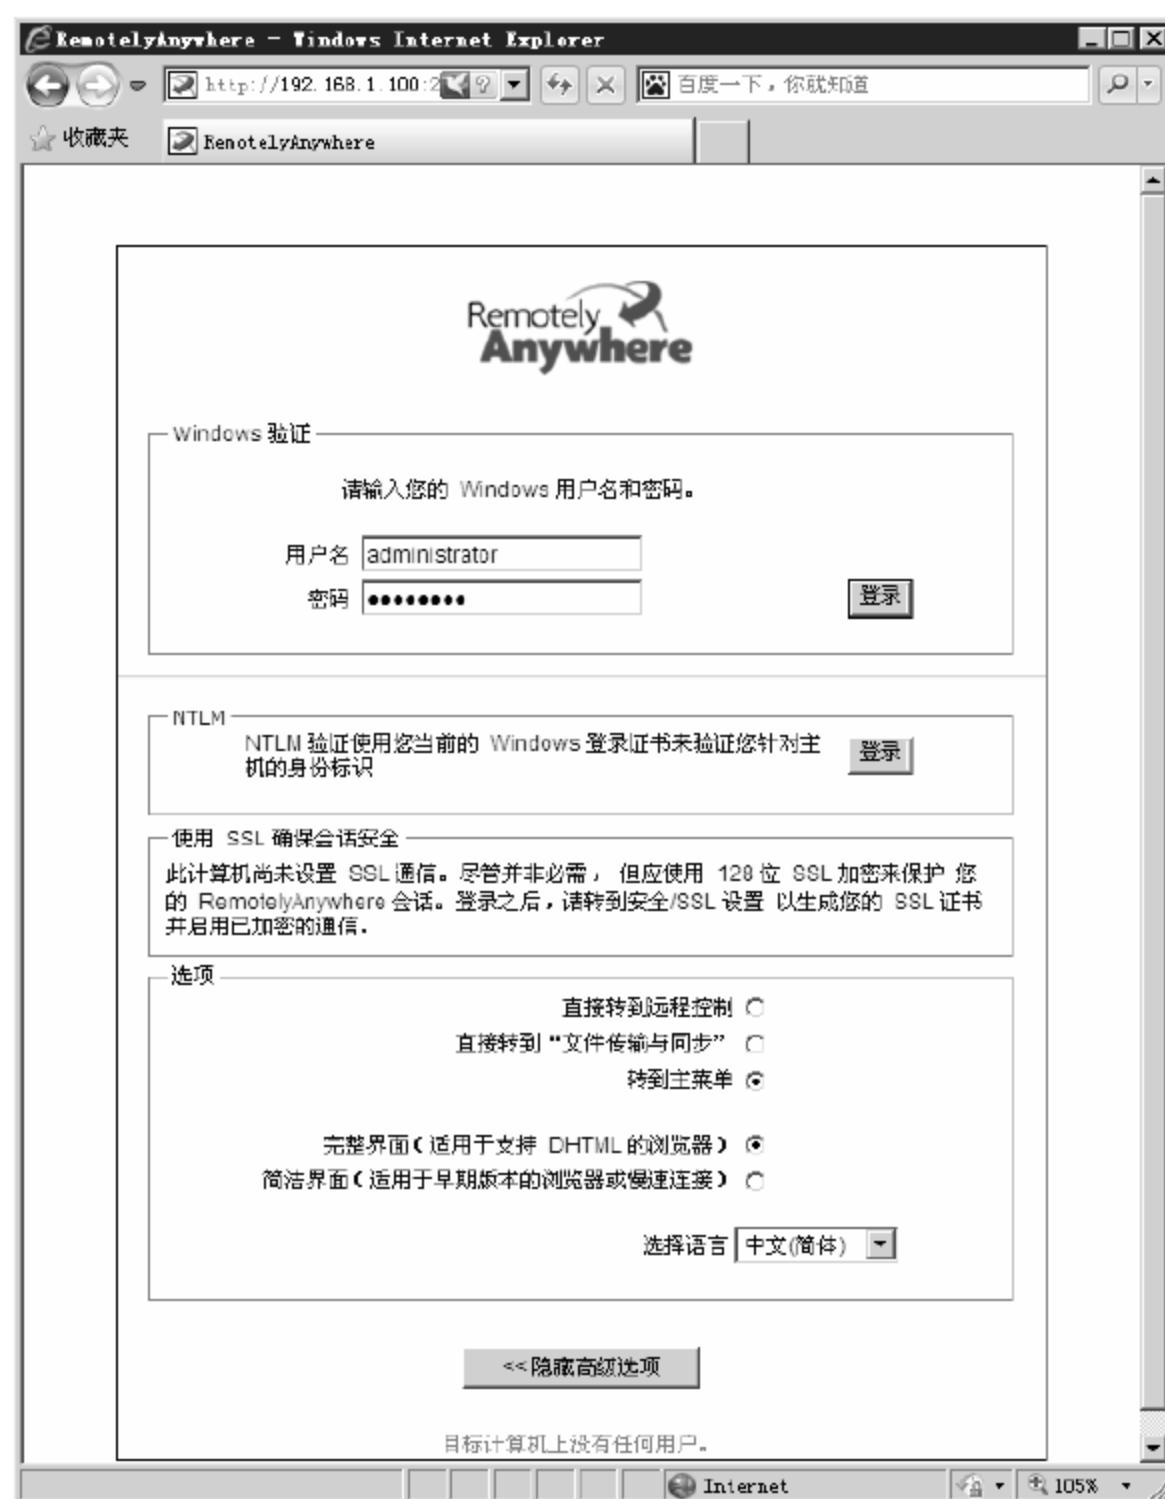 RemotelyAnywhere - Windows Internet Explorer
http://192.168.1.100:2
百度一下，你就知道
收藏夹
RemotelyAnywhere
Remotely
Anywhere
Windows 验证
请输入您的 Windows 用户名和密码。
用户名 administrator
密码 ●●●●●●●●
登录
NTLM
NTLM 验证使用您当前的 Windows 登录证书来验证您针对主
机的身份标识
登录
使用 SSL 确保会话安全
此计算机尚未设置 SSL 通信。尽管并非必需， 但应使用 128 位 SSL 加密来保护 您
的 RemotelyAnywhere 会话。登录之后，请转到安全/SSL 设置 以生成您的 SSL 证书
并启用已加密的通信。
选项
直接转到远程控制
直接转到“文件传输与同步”
转到主菜单
完整界面(适用于支持 DHTML 的浏览器)
简洁界面(适用于早期版本的浏览器或慢速连接)
选择语言 中文(简体)
<<隐藏高级选项
目标计算机上没有任何用户。
Internet
105%